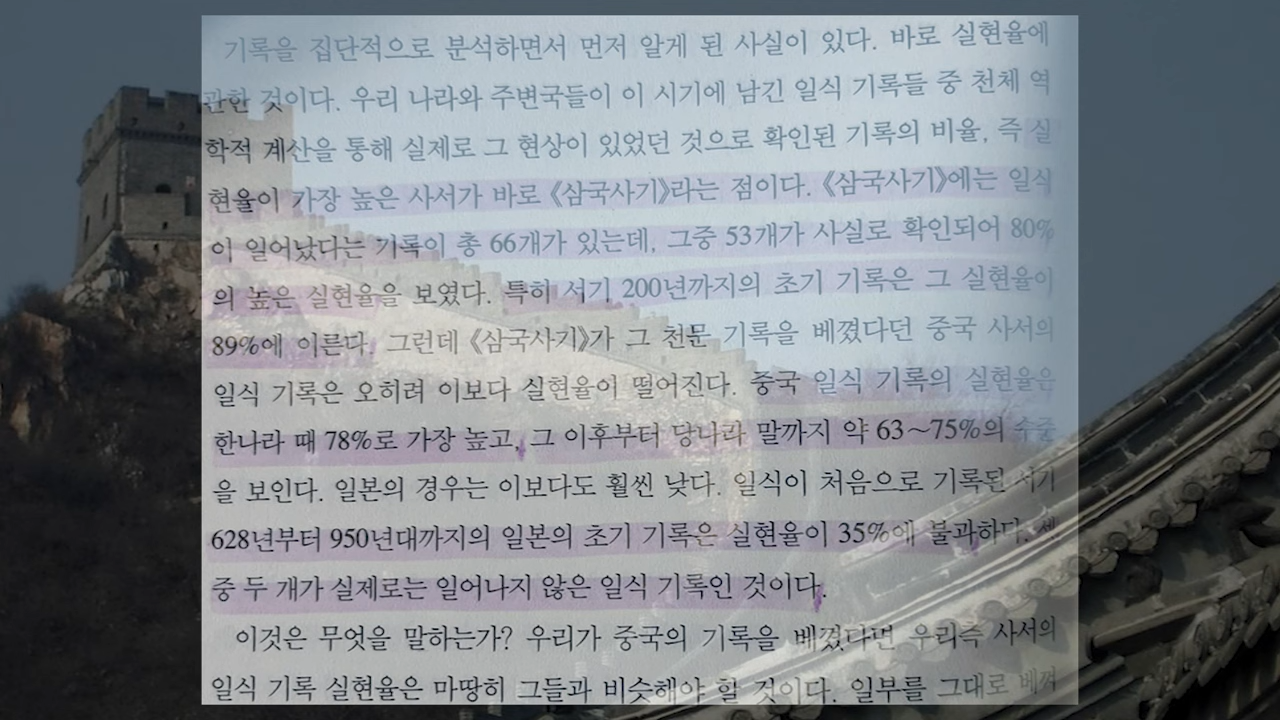 기록을 집단적으로 분석하면서 먼저 알게 된 사실이 있다. 바로 실현율에
관한 것이다. 우리 나라와 주변국들이 이 시기에 남긴 일식 기록들 중 천체 역
학적 계산을 통해 실제로 그 현상이 있었던 것으로 확인된 기록의 비율, 즉 실
현율이 가장 높은 사서가 바로 《삼국사기》라는 점이다. 《삼국사기》에는 일식
이 일어났다는 기록이 총 66개가 있는데, 그중 53개가 사실로 확인되어 80%
의 높은 실현율을 보였다. 특히 서기 200년까지의 초기 기록은 그 실현율이
89%에 이른다. 그런데 《삼국사기》가 그 천문 기록을 베꼈다던 중국 사서의
일식 기록은 오히려 이보다 실현율이 떨어진다. 중국 일식 기록의 실현율은
한나라 때 78%로 가장 높고, 그 이후부터 당나라 말까지 약 63~75%의 수준
을 보인다. 일본의 경우는 이보다도 훨씬 낮다. 일식이 처음으로 기록된 서기
628년부터 950년대까지의 일본의 초기 기록은 실현율이 35%에 불과하다. 셋
중 두 개가 실제로는 일어나지 않은 일식 기록인 것이다.
이것은 무엇을 말하는가? 우리가 중국의 기록을 베꼈다면 우리측 사서의
일식 기록 실현율은 마땅히 그들과 비슷해야 할 것이다. 일부를 그대로 베껴